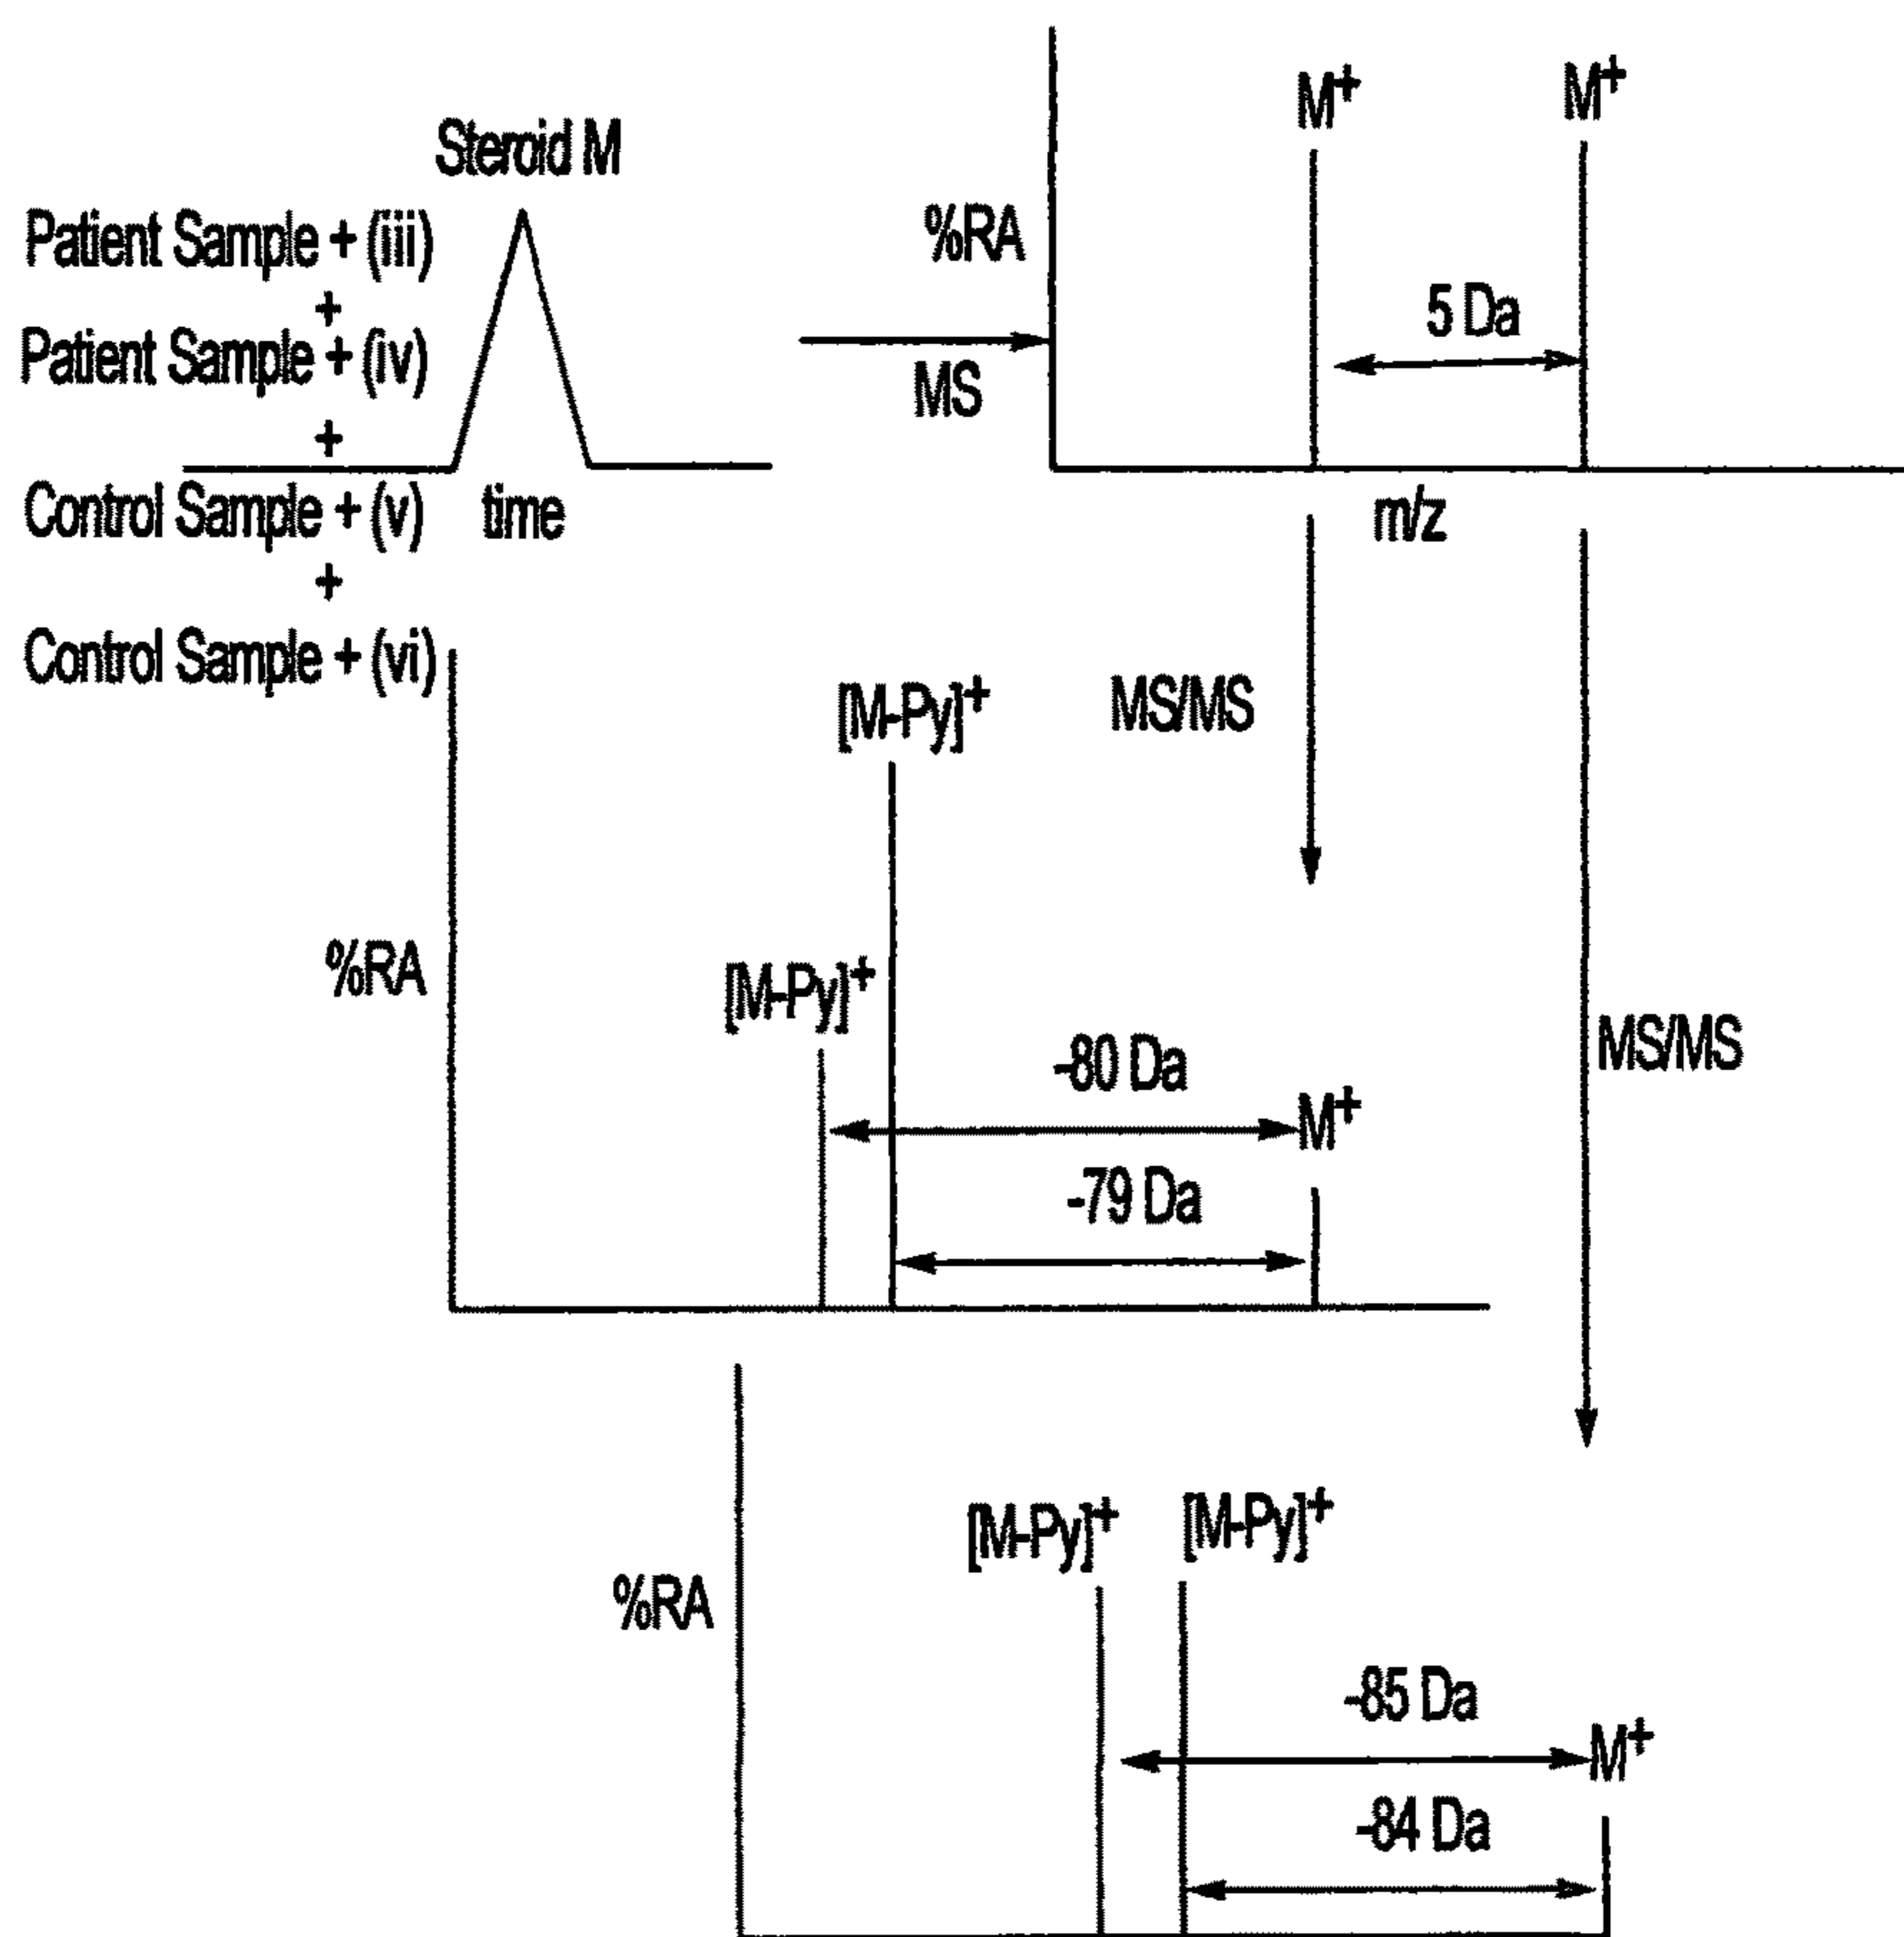 Steroid M
Patient Sample + (iii)
+
Patient Sample + (iv)
+
Control Sample + (v)
+
Control Sample + (vi)
time
MS
%RA
M+
M+
5 Da
m/z
MS/MS
MS/MS
%RA
[M-Py]+
[M-Py]+
-80 Da
M+
-79 Da
%RA
[M-Py]+
[M-Py]+
-85 Da
M+
-84 Da